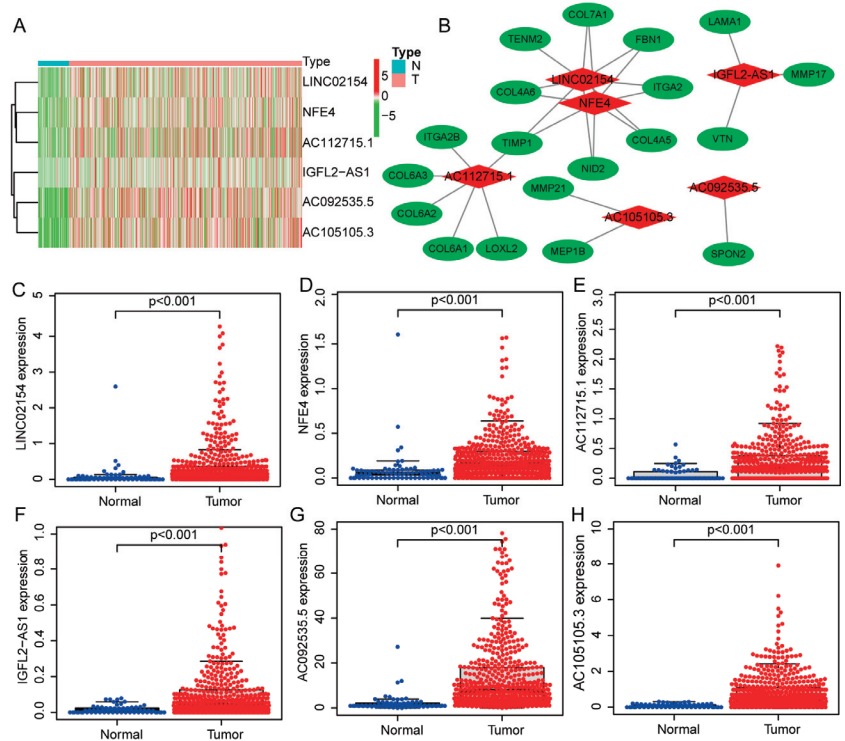 A
Type
LINC02154
NFE4
AC112715.1
IGFL2-AS1
AC092535.5
AC105105.3
5
0
−5
Type
N
T
B
COL7A1
TENM2
FBN1
LINC02154
COL4A6
ITGA2
NFE4
TIMP1
COL4A5
NID2
ITGA2B
COL6A3
AC112715.1
COL6A2
COL6A1
LOXL2
LAMA1
IGFL2-AS1
MMP17
VTN
MMP21
AC105105.3
MEP1B
AC092535.5
SPON2
C
p<0.001
LINC02154 expression
5
4
3
2
1
0
Normal
Tumor
D
p<0.001
NFE4 expression
2.0
1.5
1.0
0.5
0.0
Normal
Tumor
E
p<0.001
AC112715.1 expression
3.0
2.5
2.0
1.5
1.0
0.5
0.0
Normal
Tumor
F
p<0.001
IGFL2−AS1 expression
1.0
0.8
0.6
0.4
0.2
0.0
Normal
Tumor
G
p<0.001
AC092535.5 expression
80
60
40
20
0
Normal
Tumor
H
p<0.001
AC105105.3 expression
10
8
6
4
2
0
Normal
Tumor